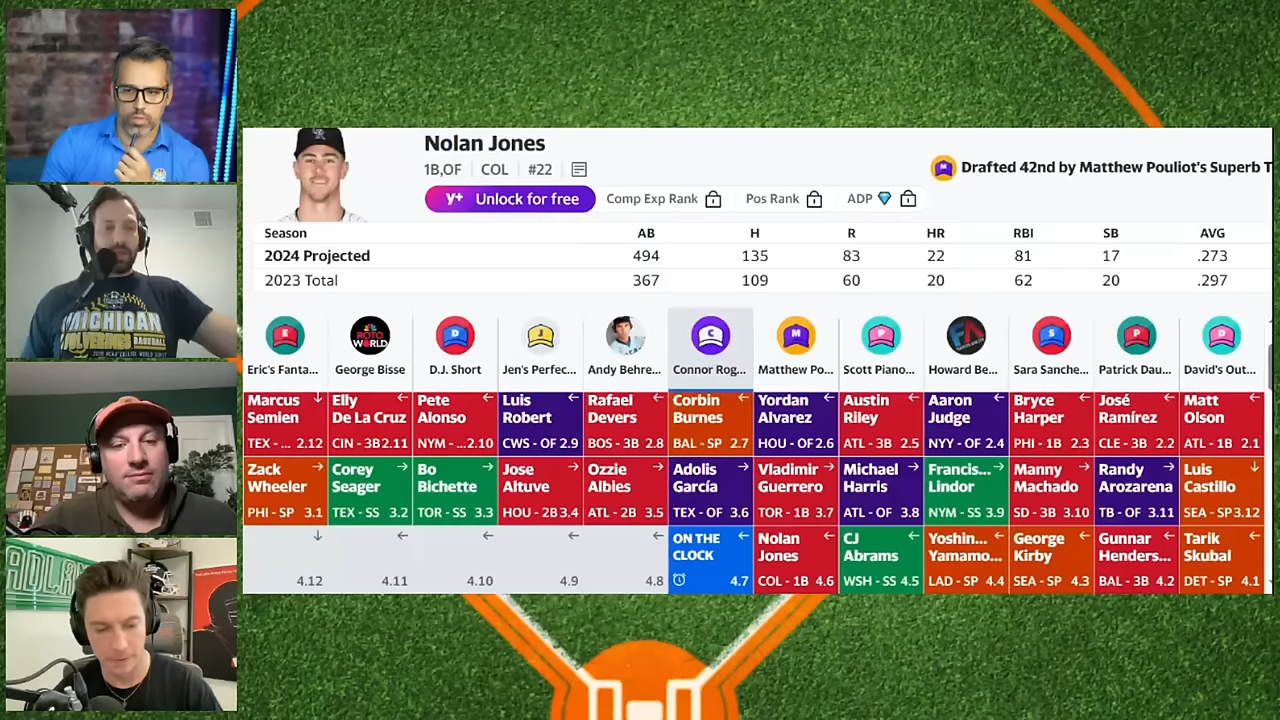 Nolan Jones
1B,OF COL #22
Drafted 42nd by Matthew Pouliot's Superb T
y+ Unlock for free Comp Exp Rank Pos Rank ADP
Season AB H R HR RBI SB AVG
2024 Projected 494 135 83 22 81 17 .273
2023 Total 367 109 60 20 62 20 .297
E ROTO WORLD D J C M P FA S P D
Eric's Fanta... George Bisse D.J. Short Jen's Perfec... Andy Behre... Connor Rog... Matthew Po... Scott Piano... Howard Be... Sara Sanche... Patrick Dau... David's Out...
Marcus Elly Pete Luis Rafael Corbin Yordan Austin Aaron Bryce José Matt
Semien De La Cruz Alonso Robert Devers Burnes Alvarez Riley Judge Harper Ramírez Olson
TEX - ... 2.12 CIN - 3B 2.11 NYM - ... 2.10 CWS - OF 2.9 BOS - 3B 2.8 BAL - SP 2.7 HOU - OF 2.6 ATL - 3B 2.5 NYY - OF 2.4 PHI - 1B 2.3 CLE - 3B 2.2 ATL - 1B 2.1
Zack Corey Bo Jose Ozzie Adolis Vladimir Michael Francis... Manny Randy Luis
Wheeler Seager Bichette Altuve Albies García Guerrero Harris Lindor Machado Arozarena Castillo
PHI - SP 3.1 TEX - SS 3.2 TOR - SS 3.3 HOU - 2B 3.4 ATL - 2B 3.5 TEX - OF 3.6 TOR - 1B 3.7 ATL - OF 3.8 NYM - SS 3.9 SD - 3B 3.10 TB - OF 3.11 SEA - SP 3.12
ON THE Nolan CJ Yoshin... George Gunnar Tarik
CLOCK Jones Abrams Yamamo... Kirby Henders... Skubal
4.12 4.11 4.10 4.9 4.8 4.7 COL - 1B 4.6 WSH - SS 4.5 LAD - SP 4.4 SEA - SP 4.3 BAL - 3B 4.2 DET - SP 4.1
MICHIGAN
WOLVERINES
BASEBALL